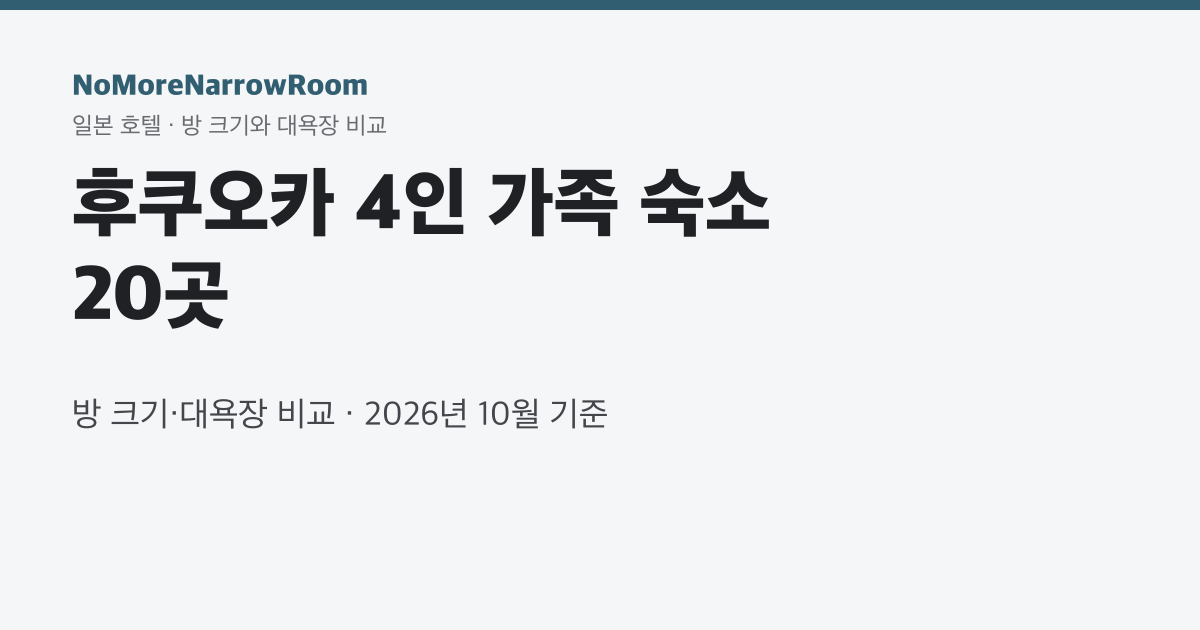 NoMoreNarrowRoom
일본 호텔 · 방 크기와 대욕장 비교
후쿠오카 4인 가족 숙소
20곳
방 크기·대욕장 비교 · 2026년 10월 기준